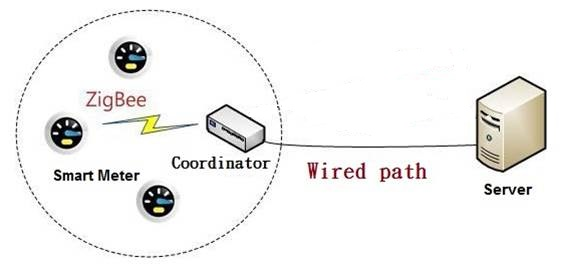 ZigBee
Coordinator
Smart Meter
Wired path
Server